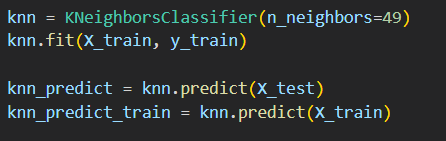 knn = KNeighborsClassifier(n_neighbors=49)
knn.fit(X_train, y_train)
knn_predict = knn.predict(X_test)
knn_predict_train = knn.predict(X_train)